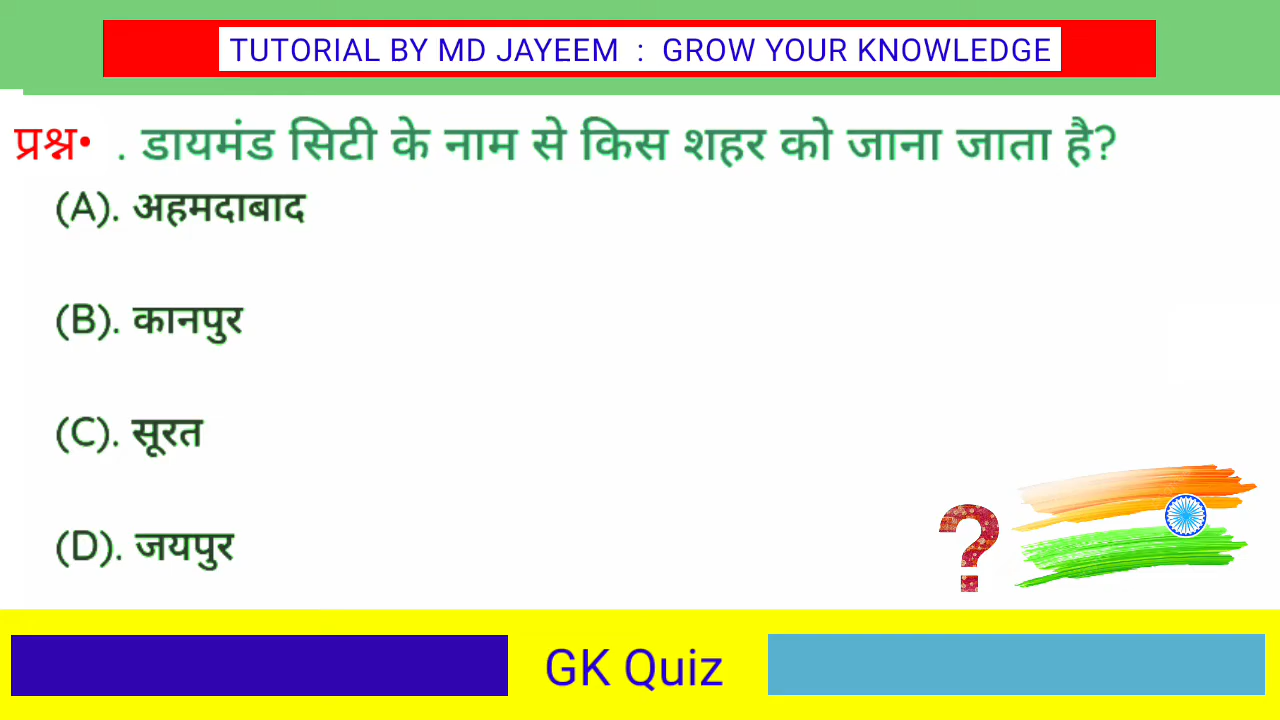 TUTORIAL BY MD JAYEEM : GROW YOUR KNOWLEDGE
प्रश्न• . डायमंड सिटी के नाम से किस शहर को जाना जाता है?
(A). अहमदाबाद
(B). कानपुर
(C). सूरत
(D). जयपुर
?
GK Quiz